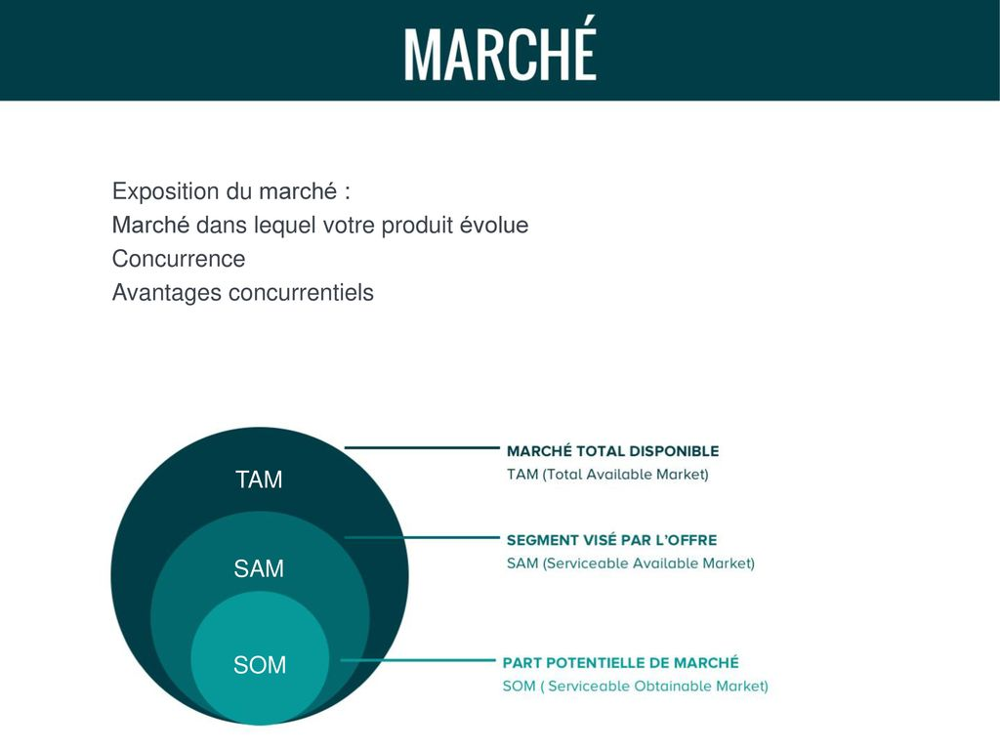 MARCHÉ
Exposition du marché :
Marché dans lequel votre produit évolue
Concurrence
Avantages concurrentiels
TAM
MARCHÉ TOTAL DISPONIBLE
TAM (Total Available Market)
SAM
SEGMENT VISÉ PAR L’OFFRE
SAM (Serviceable Available Market)
SOM
PART POTENTIELLE DE MARCHÉ
SOM ( Serviceable Obtainable Market)